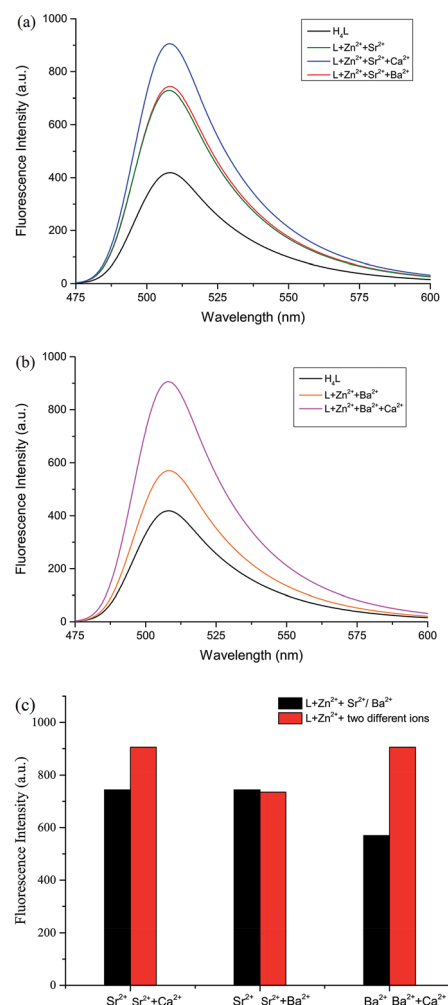 (a)
H₄L
L+Zn²⁺+Sr²⁺
L+Zn²⁺+Sr²⁺+Ca²⁺
L+Zn²⁺+Sr²⁺+Ba²⁺
Fluorescence Intensity (a.u.)
1000
800
600
400
200
0
475 500 525 550 575 600
Wavelength (nm)
(b)
H₄L
L+Zn²⁺+Ba²⁺
L+Zn²⁺+Ba²⁺+Ca²⁺
Fluorescence Intensity (a.u.)
1000
800
600
400
200
0
475 500 525 550 575 600
Wavelength (nm)
(c)
L+Zn²⁺+ Sr²⁺/ Ba²⁺
L+Zn²⁺+ two different ions
Fluorescence Intensity (a.u.)
1000
800
600
400
200
0
Sr²⁺ Sr²⁺+Ca²⁺ Sr²⁺ Sr²⁺+Ba²⁺ Ba²⁺ Ba²⁺+Ca²⁺